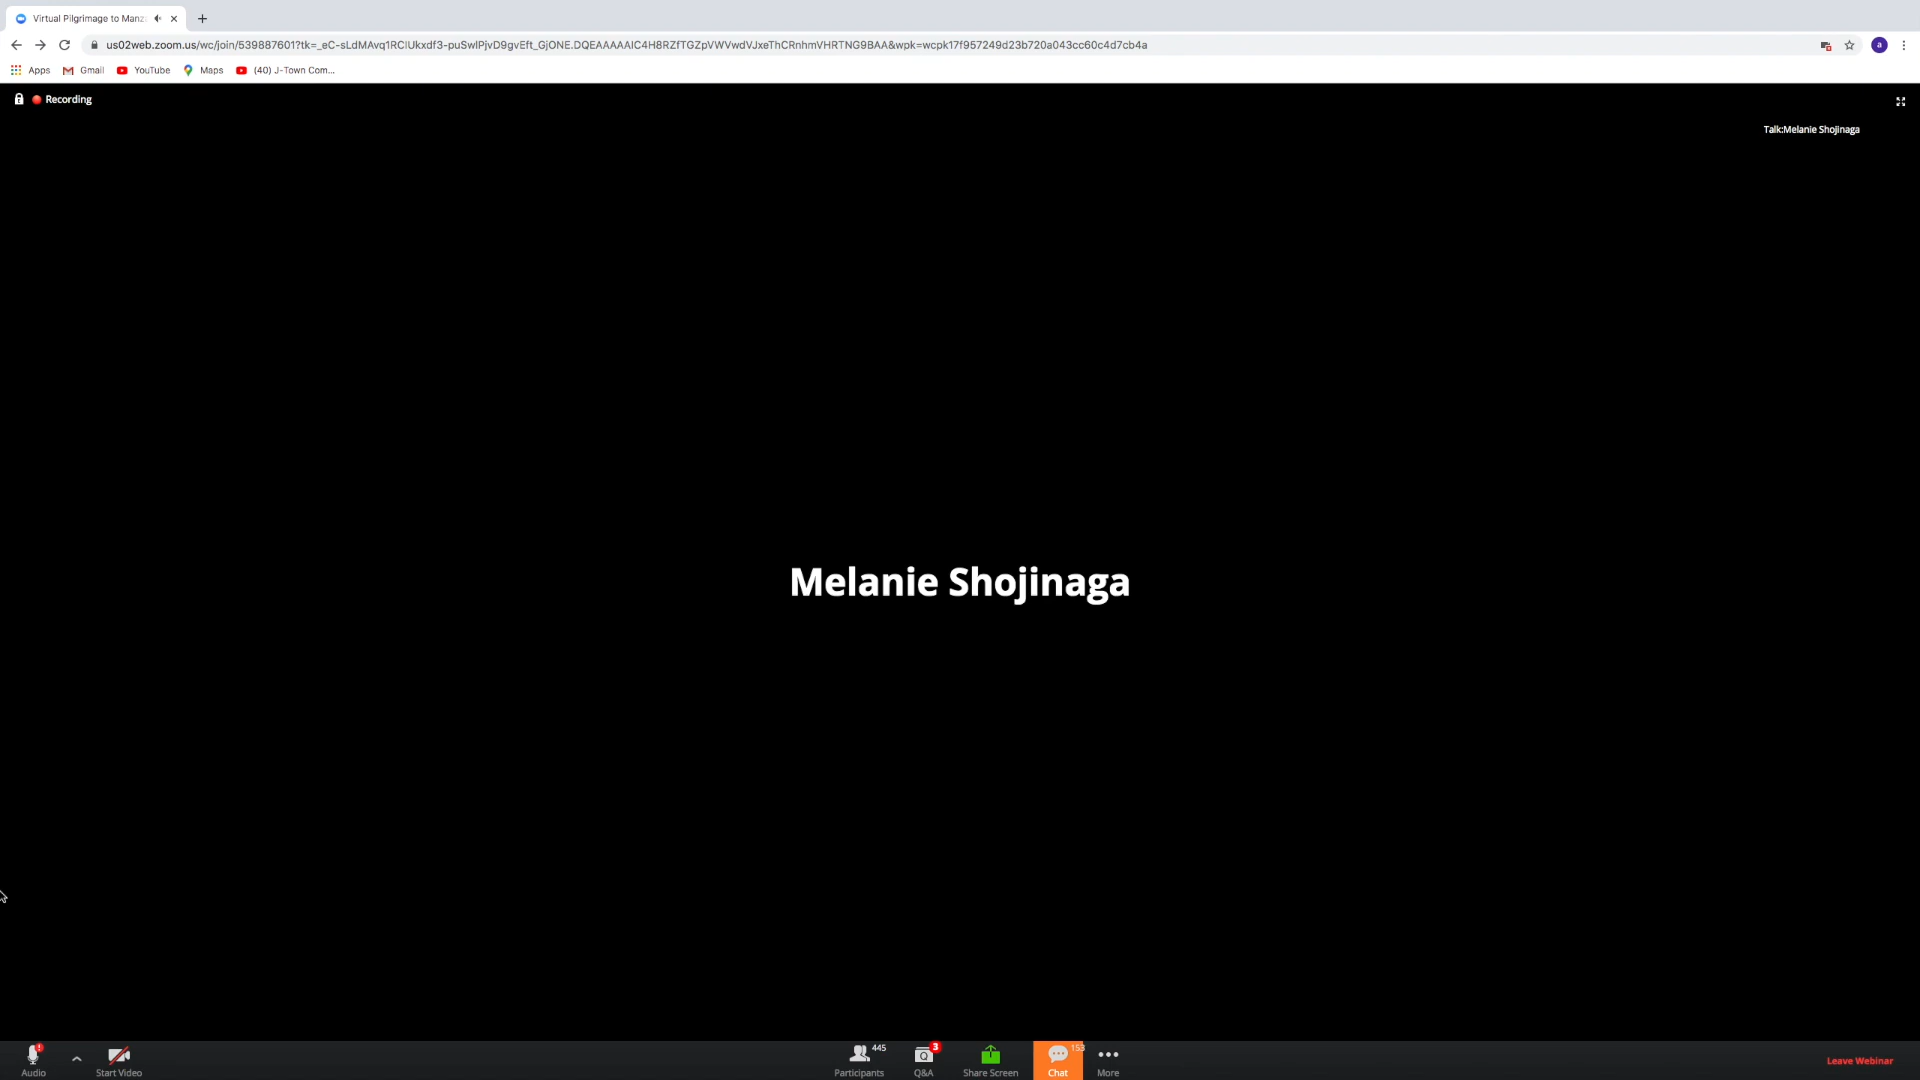 Virtual Pilgrimage to Manz
us02web.zoom.us/wc/join/539887601?tk=_eC-sLdMAvq1RCIUkxdf3-puSwlPjvD9gvEft_GjONE.DQEAAAAAIC4H8RZfTGZpVWVwdVJxeThCRnhmVHRTNG9BAA&wpk=wcpk17f957249d23b720a043cc60c4d7cb4a
a
Apps Gmail YouTube Maps (40) J-Town Com...
Recording
Talk:Melanie Shojinaga
Melanie Shojinaga
445 3 153
Audio Start Video Participants Q&A Share Screen Chat More Leave Webinar